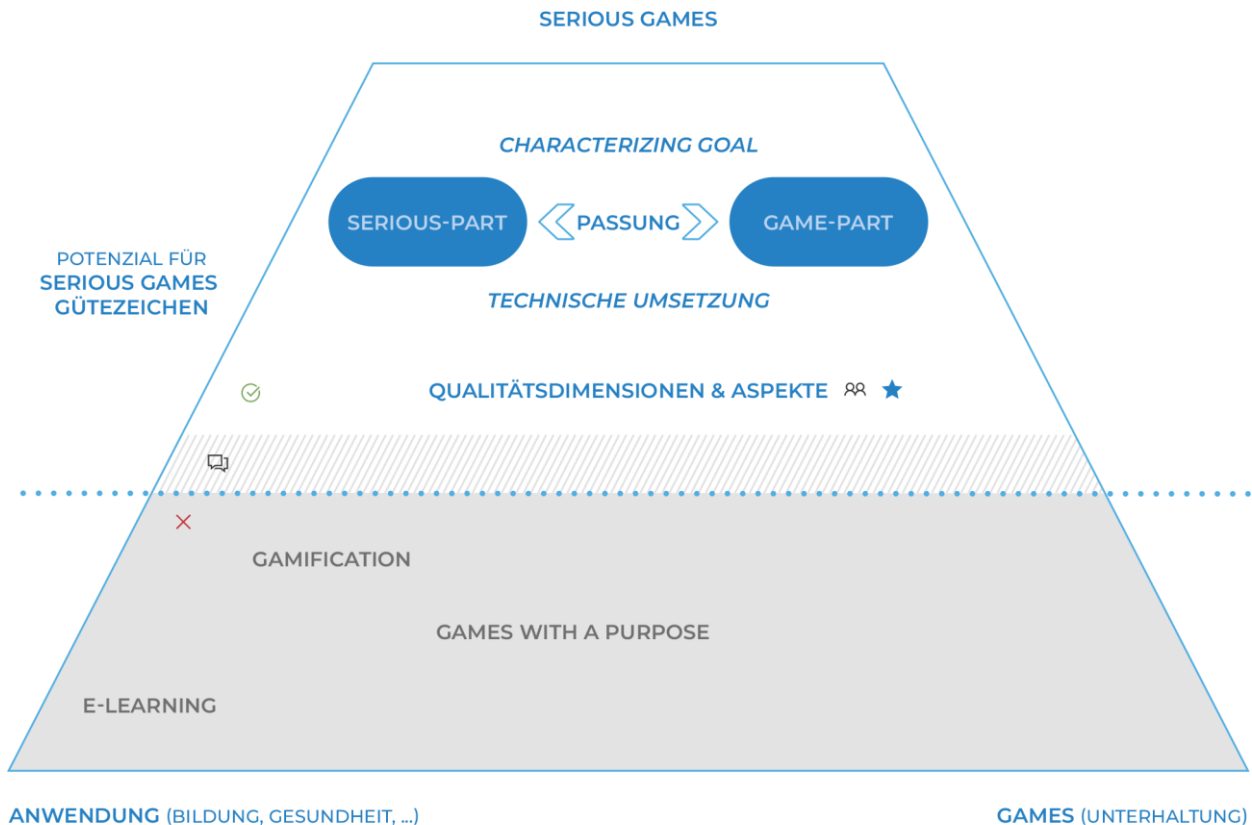 SERIOUS GAMES
CHARACTERIZING GOAL
SERIOUS-PART
PASSUNG
GAME-PART
POTENZIAL FÜR
SERIOUS GAMES
GÜTEZEICHEN
TECHNISCHE UMSETZUNG
QUALITÄTSDIMENSIONEN & ASPEKTE
GAMIFICATION
GAMES WITH A PURPOSE
E-LEARNING
ANWENDUNG (BILDUNG, GESUNDHEIT, ...)
GAMES (UNTERHALTUNG)